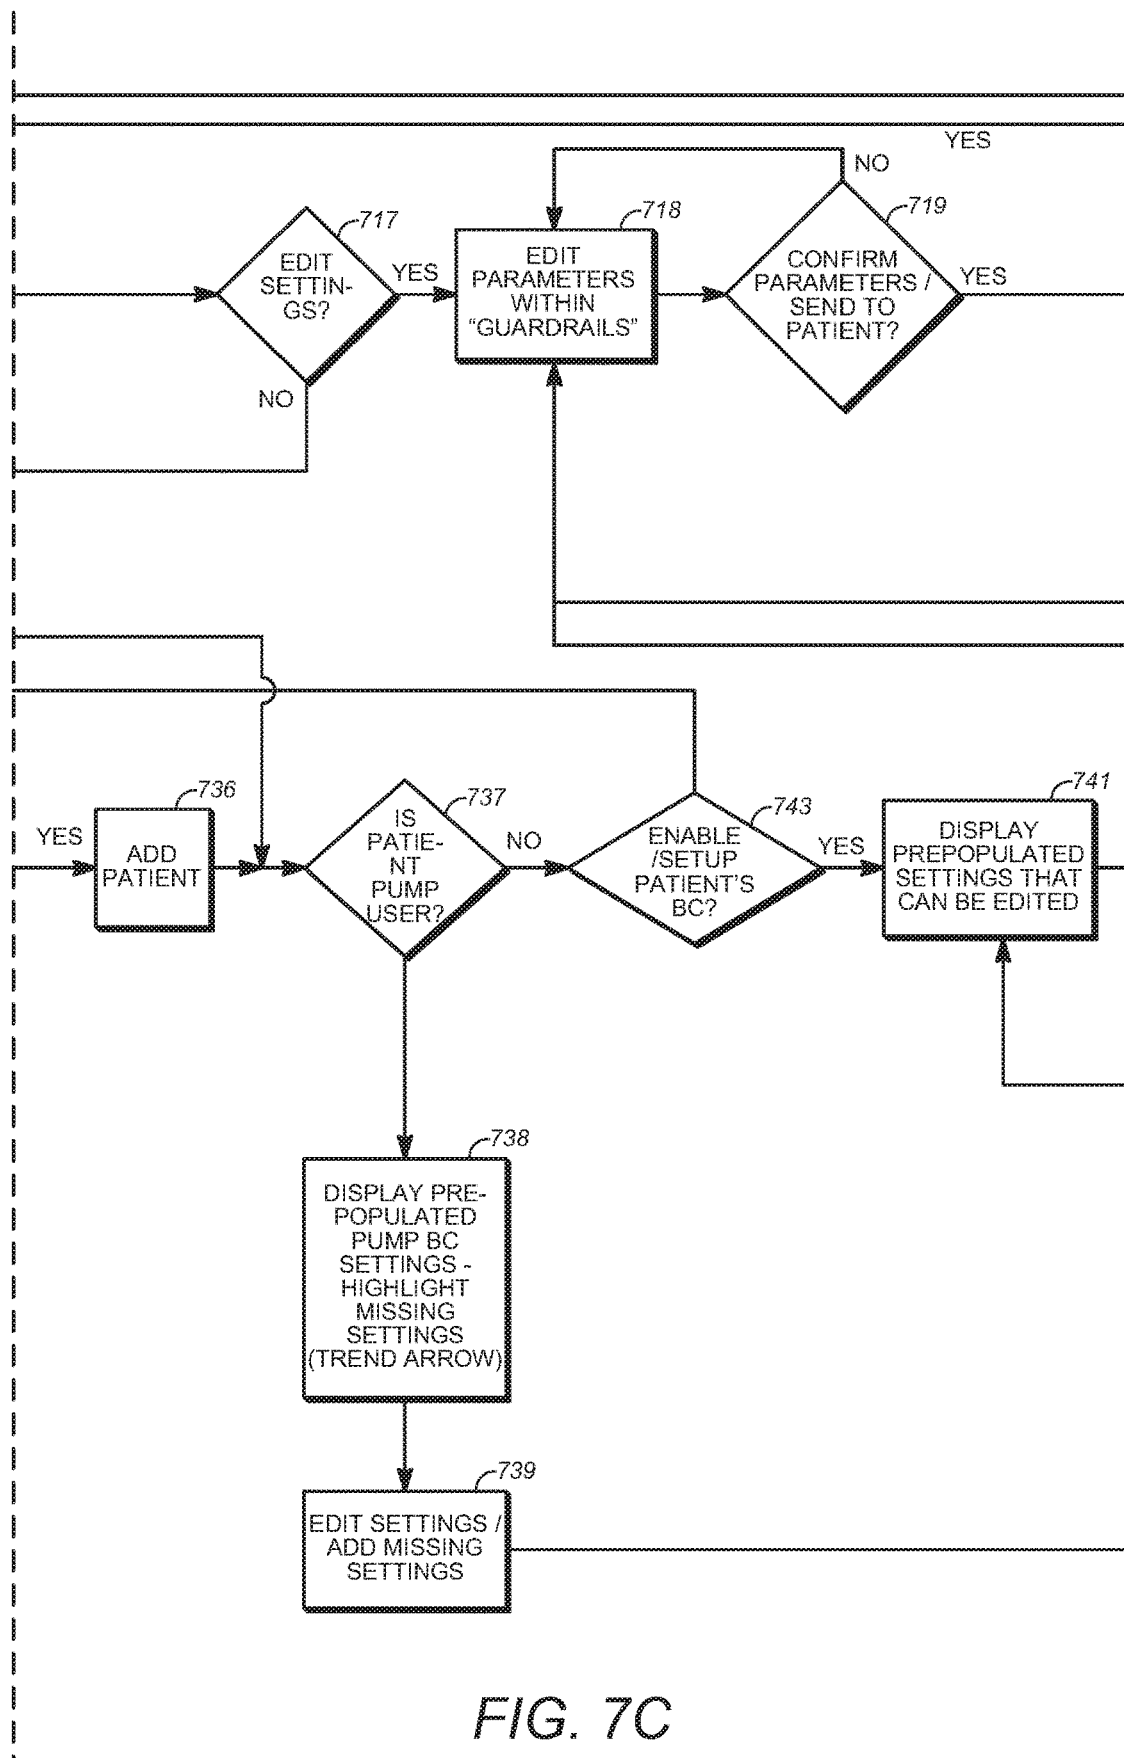 YES
NO
717
718
719
EDIT
SETTIN-
GS?
YES
EDIT
PARAMETERS
WITHIN
“GUARDRAILS”
CONFIRM
PARAMETERS /
SEND TO
PATIENT?
YES
NO
736
737
743
741
YES
ADD
PATIENT
IS
PATIE-
NT
PUMP
USER?
NO
ENABLE
/SETUP
PATIENT'S
BC?
YES
DISPLAY
PREPOPULATED
SETTINGS THAT
CAN BE EDITED
738
DISPLAY PRE-
POPULATED
PUMP BC
SETTINGS -
HIGHLIGHT
MISSING
SETTINGS
(TREND ARROW)
739
EDIT SETTINGS /
ADD MISSING
SETTINGS
FIG. 7C